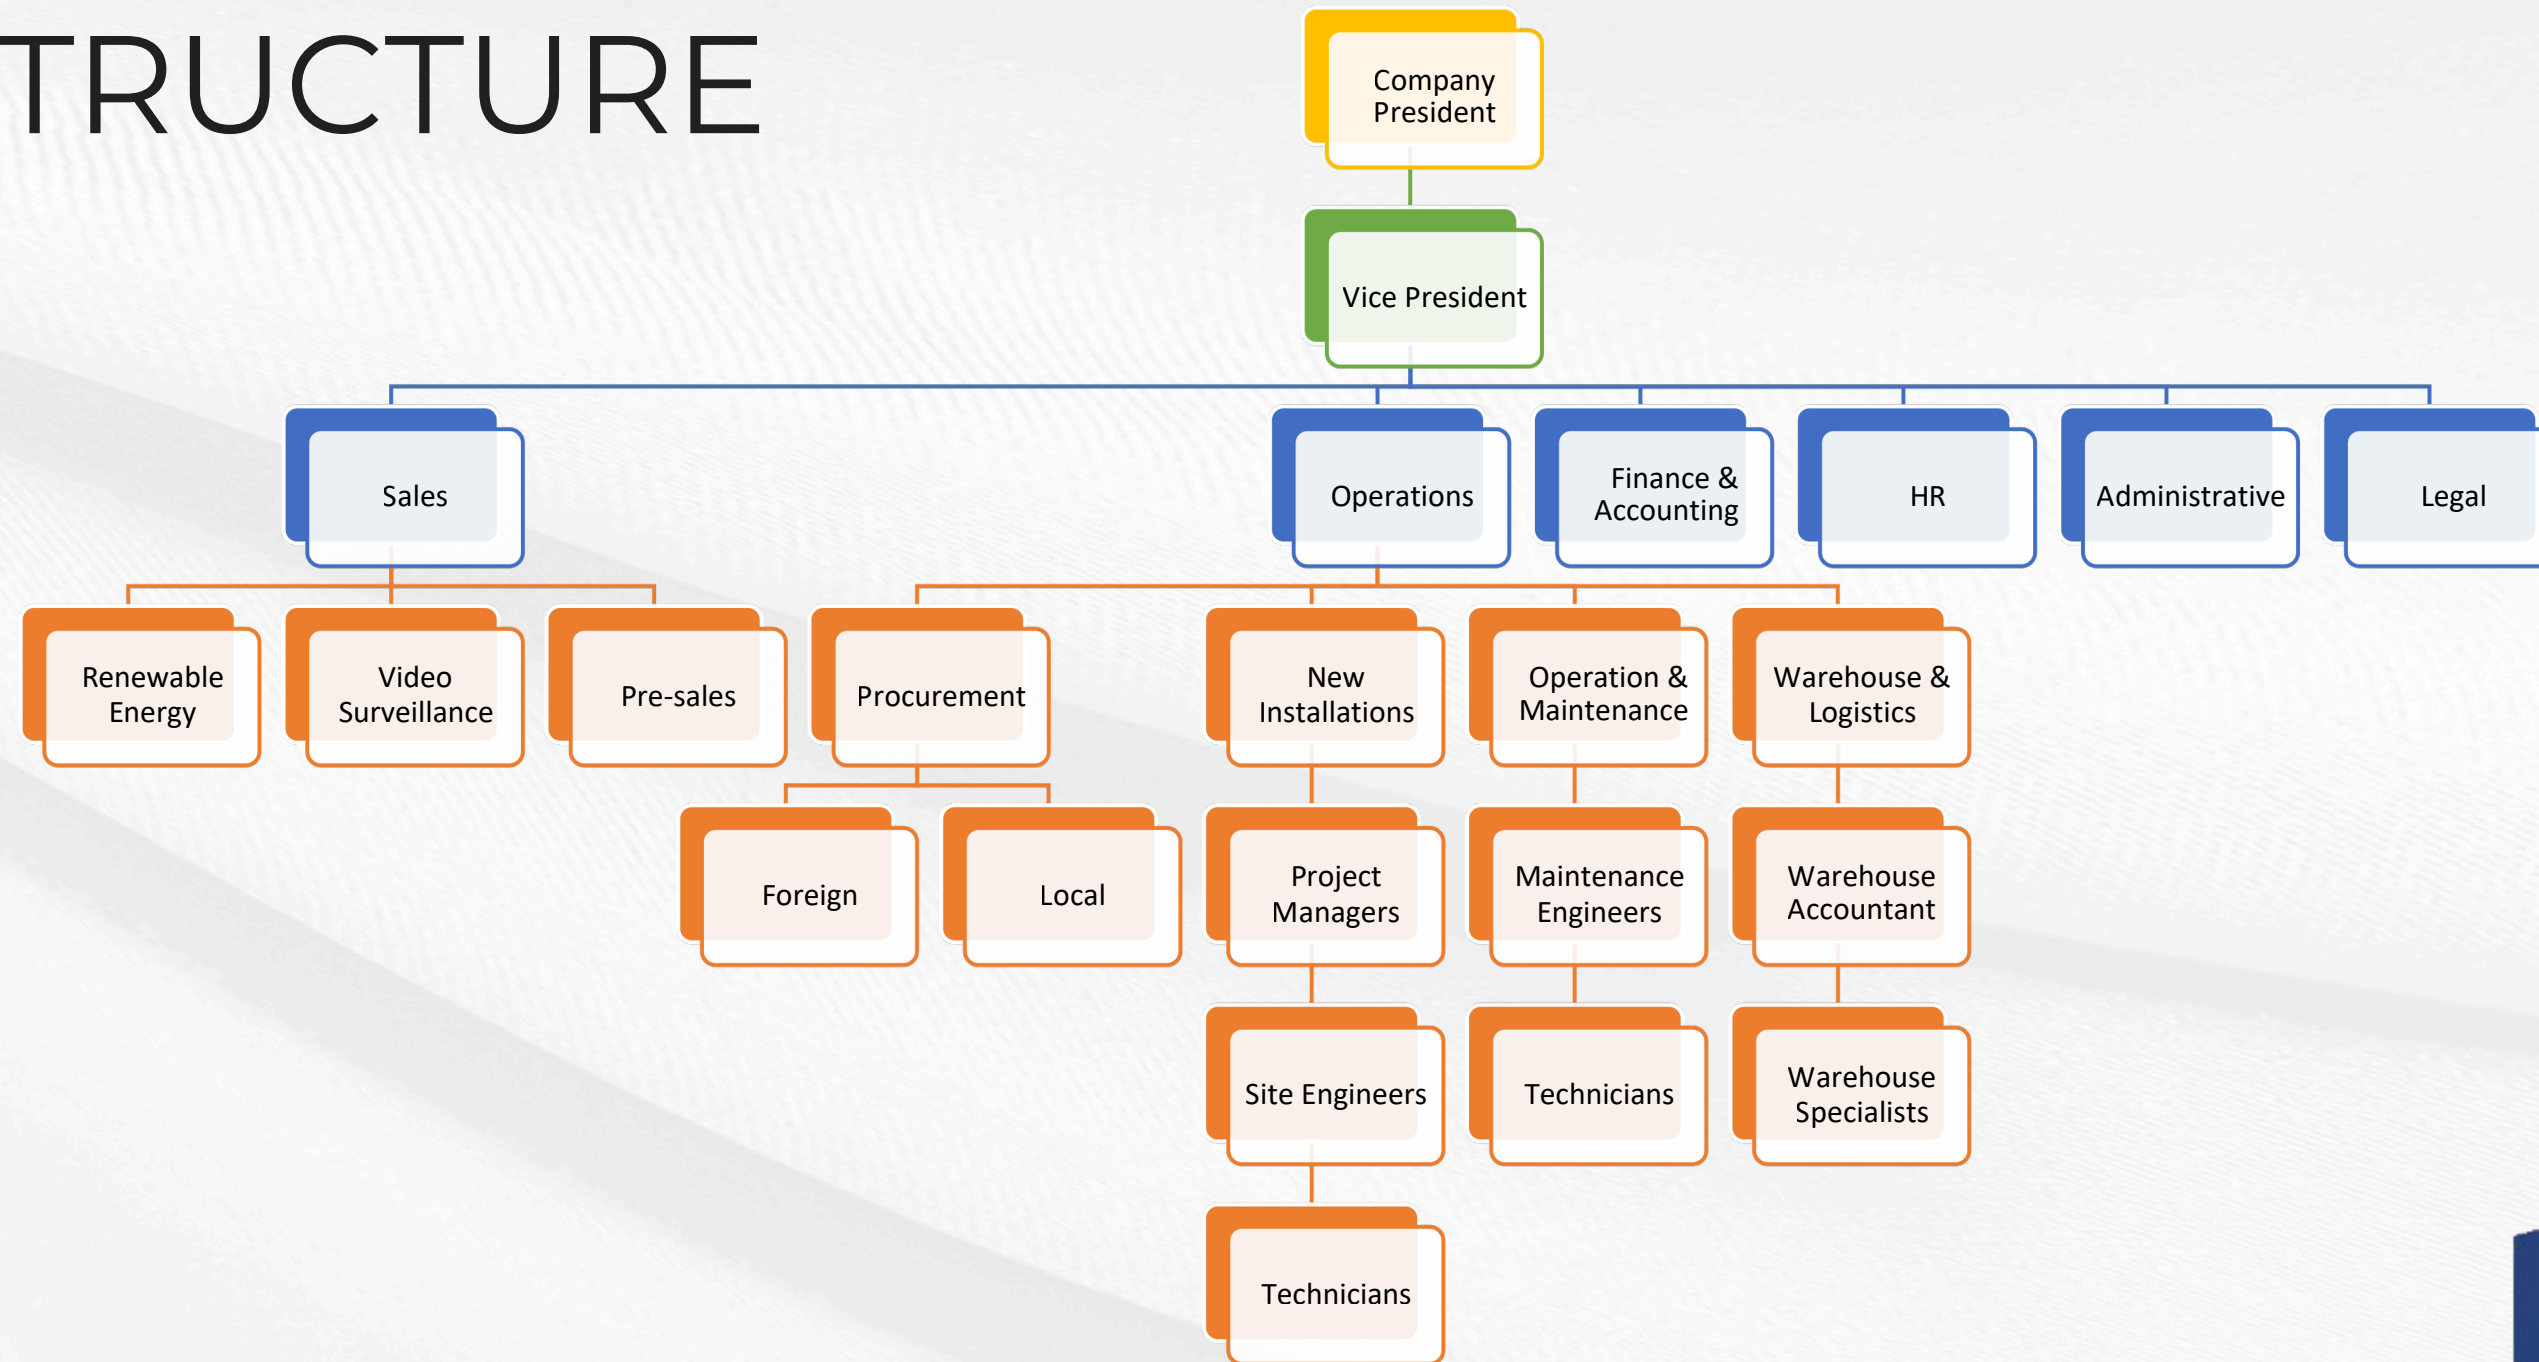 TRUCTURE
Company
President
Vice President
Sales
Operations
Finance &
Accounting
HR
Administrative
Legal
Renewable
Energy
Video
Surveillance
Pre-sales
Procurement
New
Installations
Operation &
Maintenance
Warehouse &
Logistics
Foreign
Local
Project
Managers
Maintenance
Engineers
Warehouse
Accountant
Site Engineers
Technicians
Warehouse
Specialists
Technicians